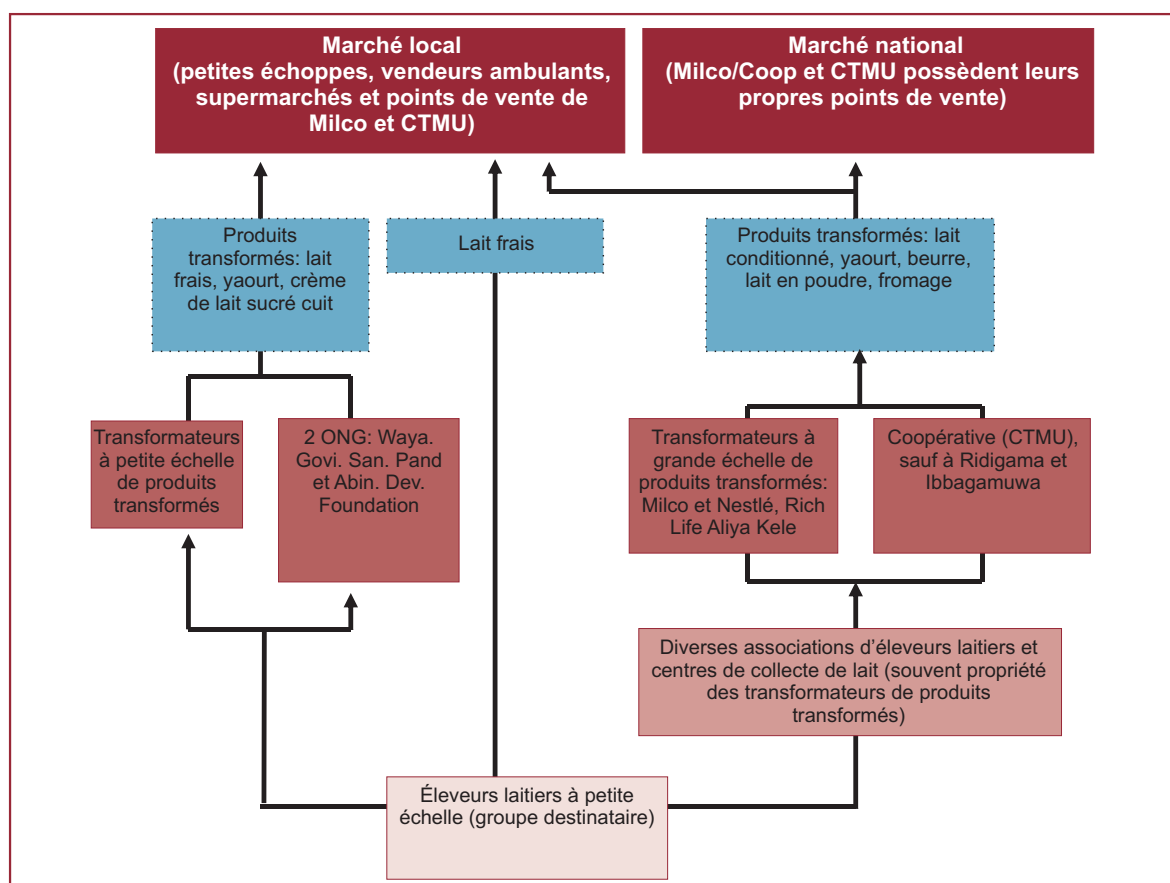 Marché local
(petites échoppes, vendeurs ambulants,
supermarchés et points de vente de
Milco et CTMU)
Marché national
(Milco/Coop et CTMU possèdent leurs
propres points de vente)
Produits
transformés: lait
frais, yaourt, crème
de lait sucré cuit
Lait frais
Produits transformés: lait
conditionné, yaourt, beurre,
lait en poudre, fromage
Transformateurs
à petite échelle
de produits
transformés
2 ONG: Waya.
Govi. San. Pand
et Abin. Dev.
Foundation
Transformateurs à
grande échelle de
produits transformés:
Milco et Nestlé, Rich
Life Aliya Kele
Coopérative (CTMU),
sauf à Ridigama et
Ibbagamuwa
Diverses associations d’éleveurs laitiers et
centres de collecte de lait (souvent propriété
des transformateurs de produits
transformés)
Éleveurs laitiers à petite
échelle (groupe destinataire)